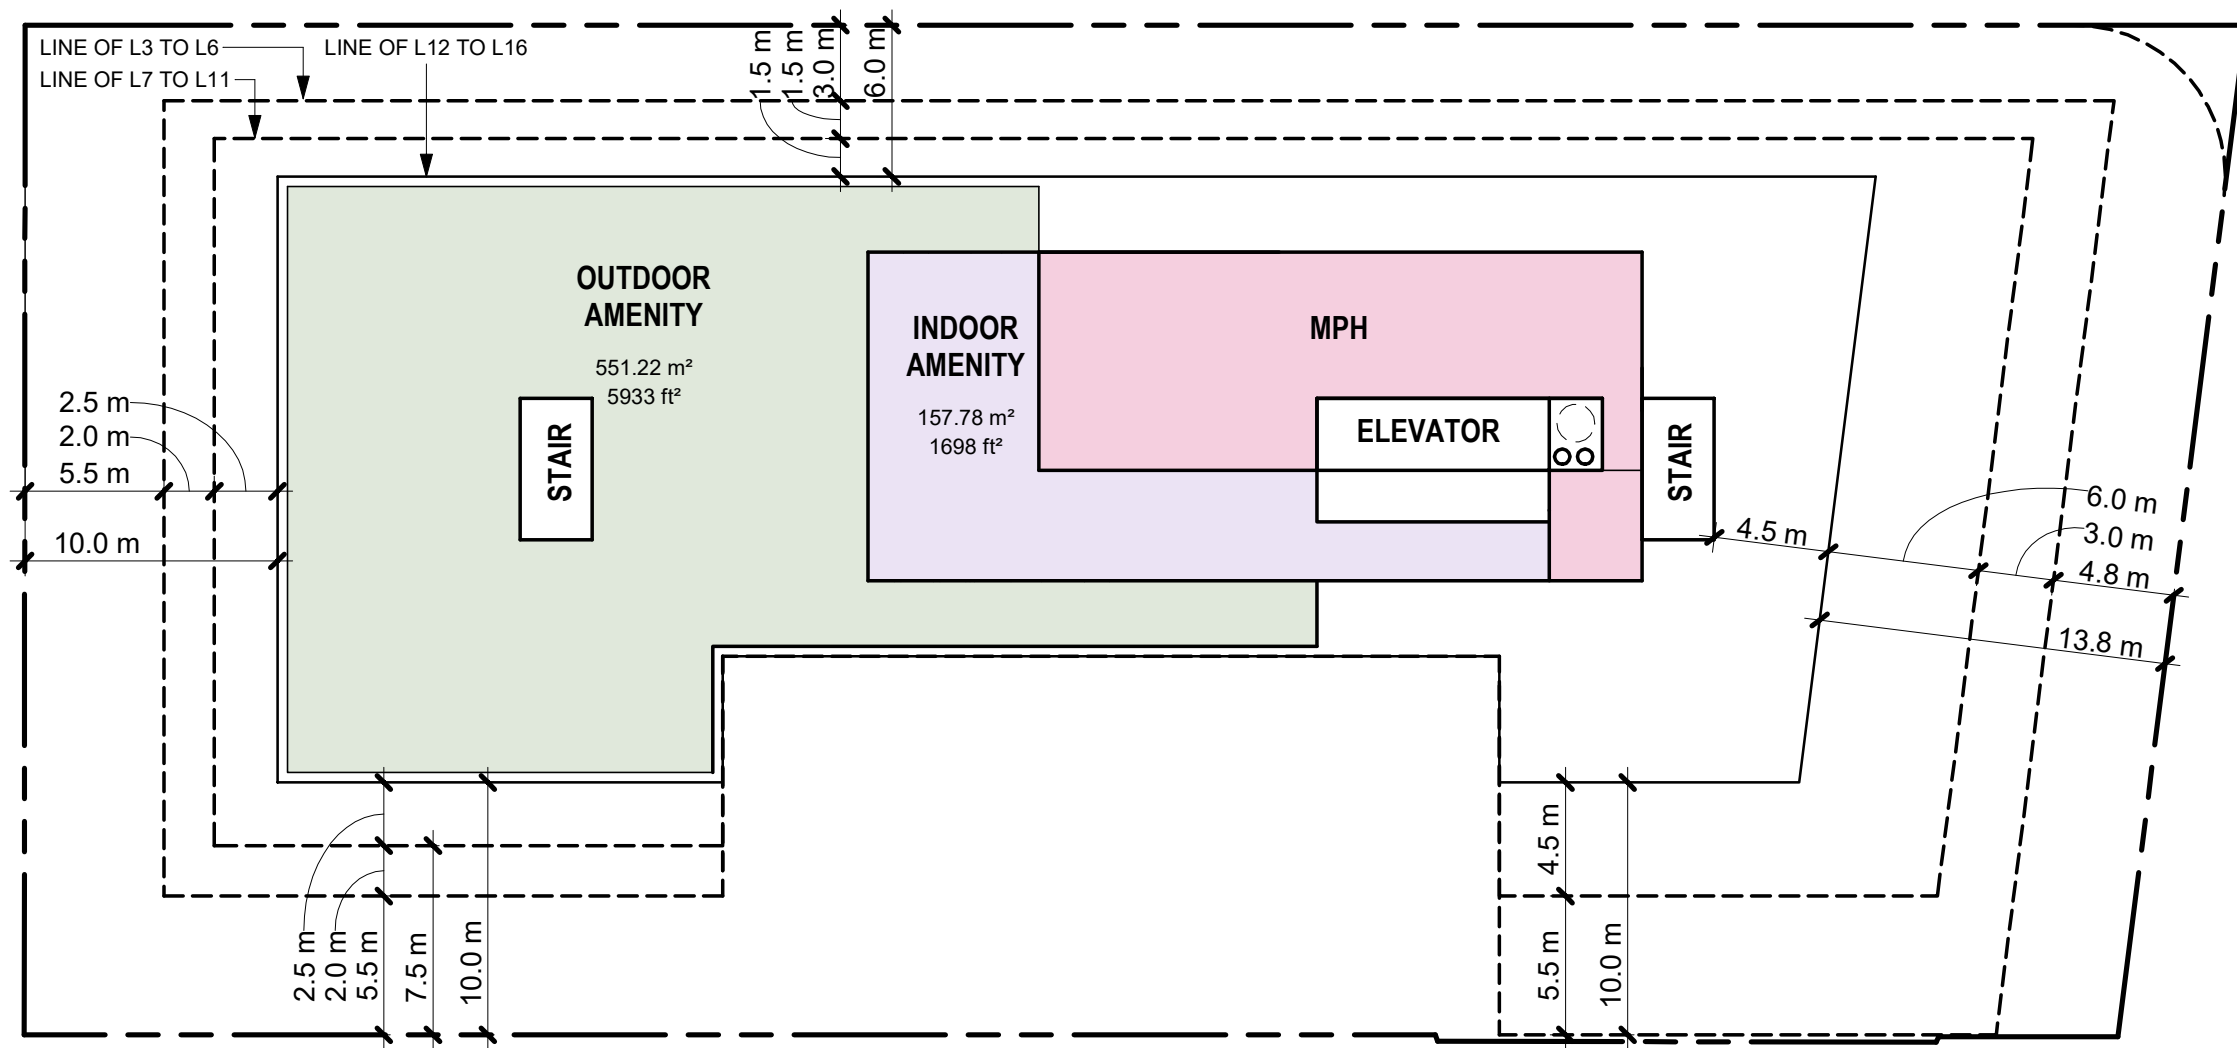 LINE OF L3 TO L6
LINE OF L12 TO L16
LINE OF L7 TO L11
1.5 m
1.5 m
3.0 m
6.0 m
OUTDOOR
AMENITY
551.22 m²
5933 ft²
INDOOR
AMENITY
157.78 m²
1698 ft²
MPH
ELEVATOR
STAIR
STAIR
2.5 m
2.0 m
5.5 m
10.0 m
4.5 m
6.0 m
3.0 m
4.8 m
13.8 m
2.5 m
2.0 m
5.5 m
7.5 m
10.0 m
4.5 m
5.5 m
10.0 m